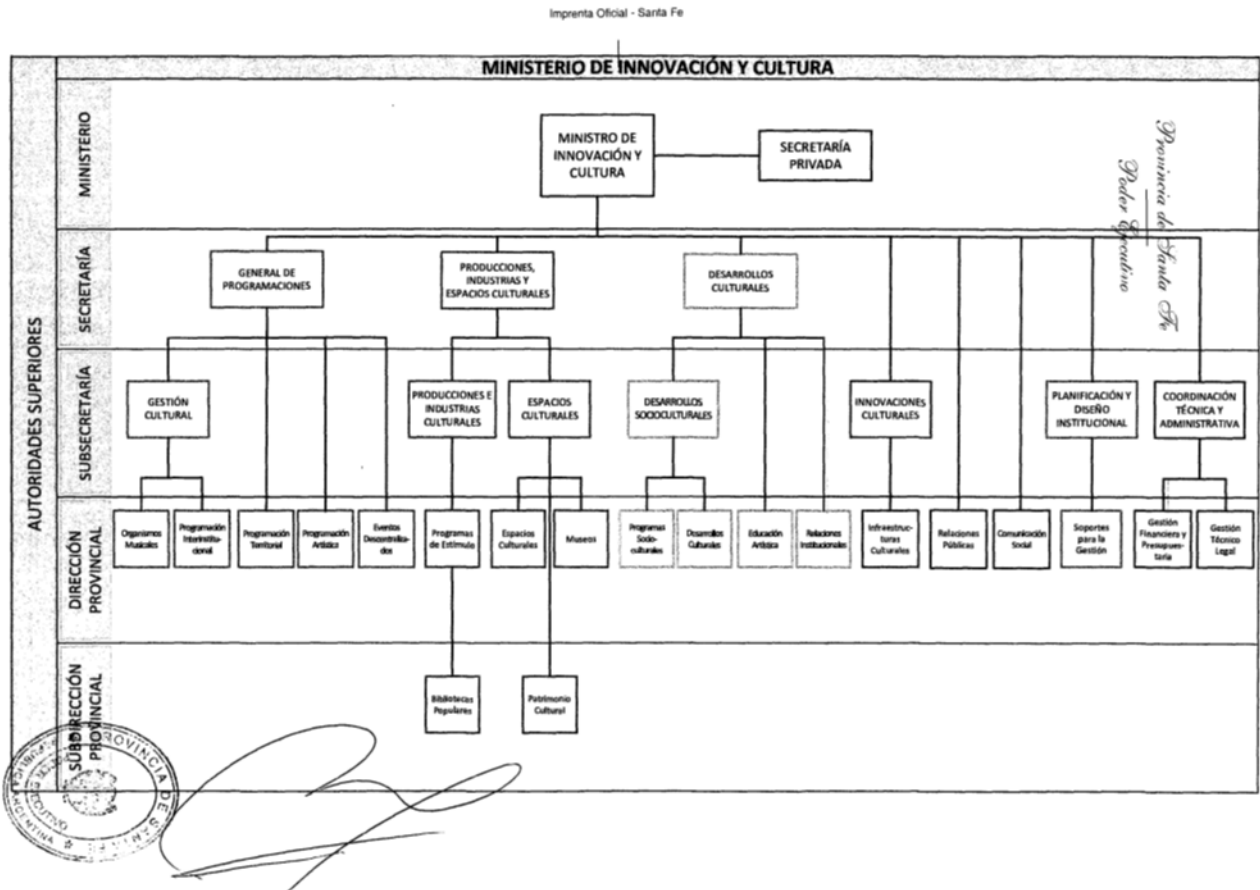 Imprenta Oficial - Santa Fe
MINISTERIO DE INNOVACIÓN Y CULTURA
AUTORIDADES SUPERIORES
MINISTERIO
MINISTRO DE
INNOVACIÓN Y
CULTURA
SECRETARÍA
PRIVADA
Provincia de Santa Fe
Poder Ejecutivo
SECRETARÍA
GENERAL DE
PROGRAMACIONES
PRODUCCIONES,
INDUSTRIAS Y
ESPACIOS CULTURALES
DESARROLLOS
CULTURALES
SUBSECRETARÍA
GESTIÓN
CULTURAL
PRODUCCIONES E
INDUSTRIAS
CULTURALES
ESPACIOS
CULTURALES
DESARROLLOS
SOCIOCULTURALES
INNOVACIONES
CULTURALES
PLANIFICACIÓN Y
DISEÑO
INSTITUCIONAL
COORDINACIÓN
TÉCNICA Y
ADMINISTRATIVA
DIRECCIÓN
PROVINCIAL
Organismos
Musicales
Programación
Interinstitu-
cional
Programación
Territorial
Programación
Artística
Eventos
Descentraliza-
dos
Programas
de Estímulo
Espacios
Culturales
Museos
Programas
Socio-
culturales
Desarrollos
Culturales
Educación
Artística
Relaciones
Institucionales
Infraestruc-
turas
Culturales
Relaciones
Públicas
Comunicación
Social
Soportes
para la
Gestión
Gestión
Financiera y
Presupues-
taria
Gestión
Técnico
Legal
SUBDIRECCIÓN
PROVINCIAL
Bibliotecas
Populares
Patrimonio
Cultural
PROVINCIA DE SANTA FE